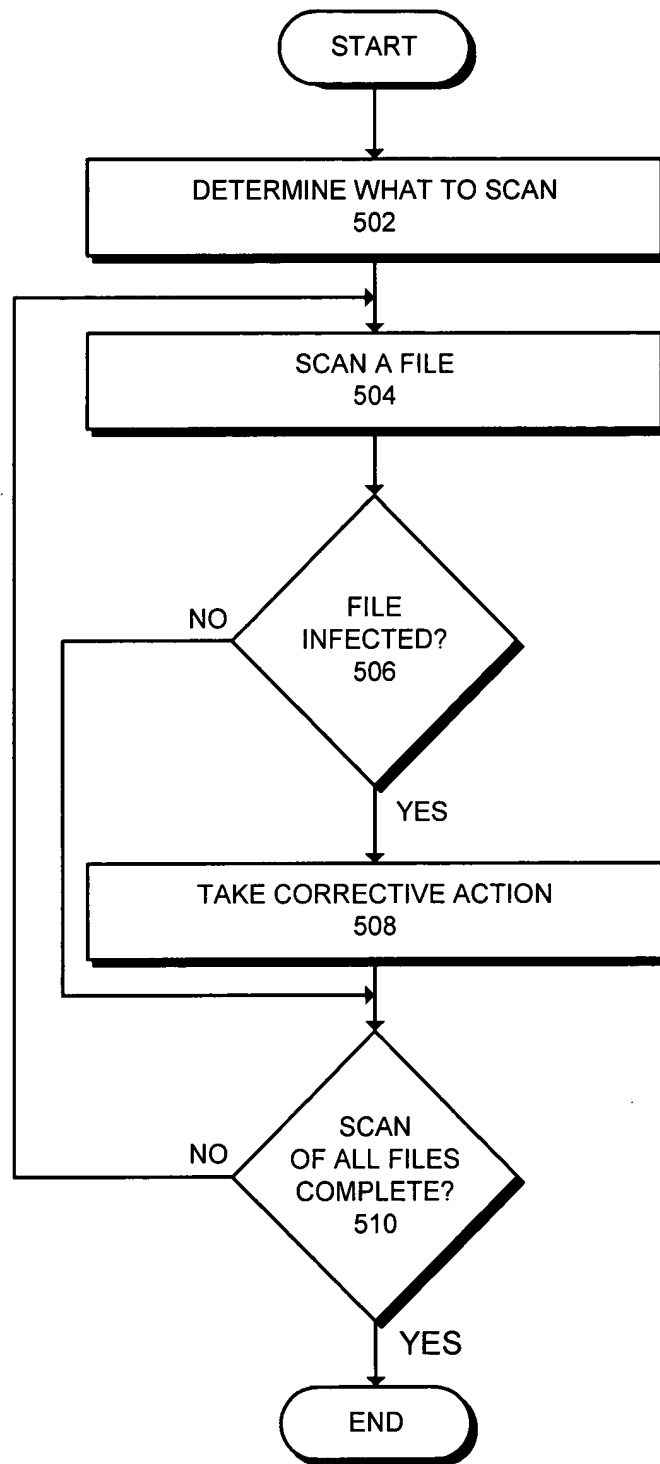 START
DETERMINE WHAT TO SCAN
502
SCAN A FILE
504
NO
FILE
INFECTED?
506
YES
TAKE CORRECTIVE ACTION
508
NO
SCAN
OF ALL FILES
COMPLETE?
510
YES
END